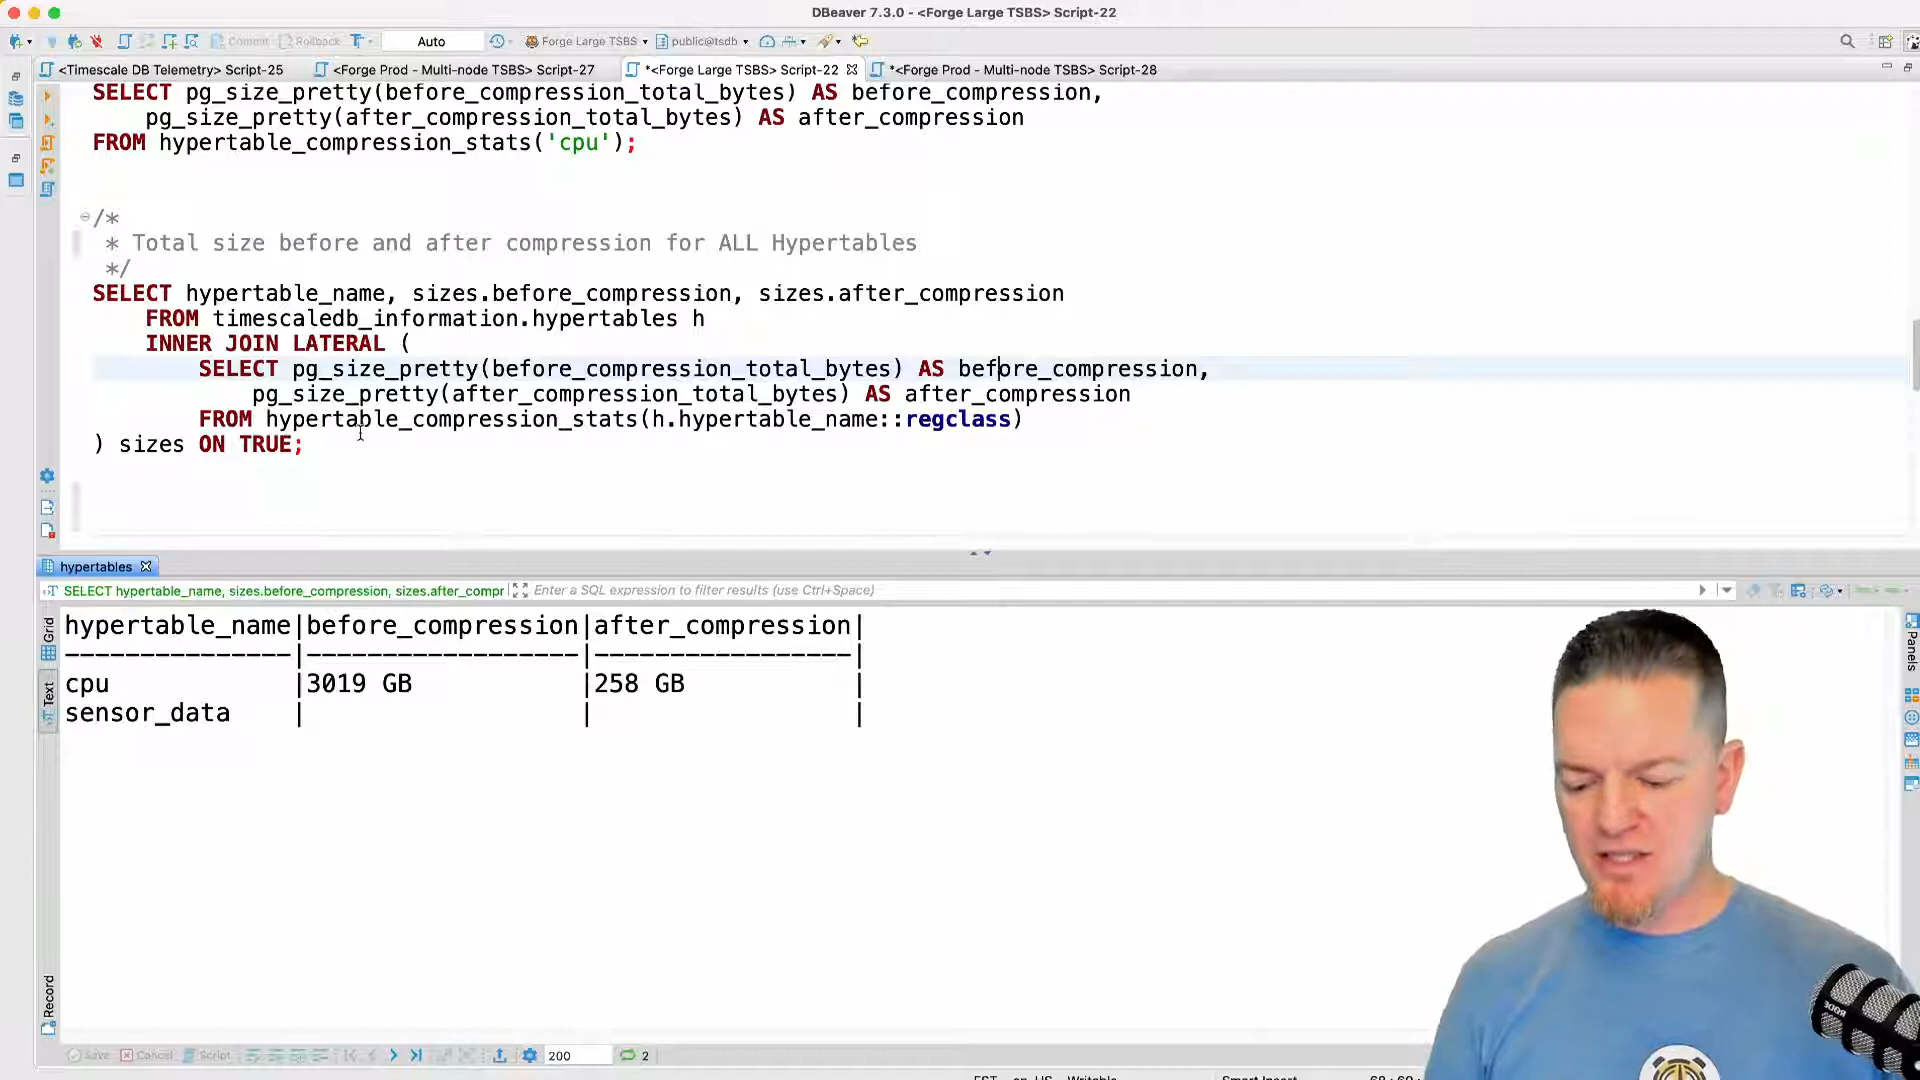 DBeaver 7.3.0 - <Forge Large TSBS> Script-22
Commit Rollback Auto Forge Large TSBS public@tsdb
<Timescale DB Telemetry> Script-25 <Forge Prod - Multi-node TSBS> Script-27 *<Forge Large TSBS> Script-22 *<Forge Prod - Multi-node TSBS> Script-28
SELECT pg_size_pretty(before_compression_total_bytes) AS before_compression,
pg_size_pretty(after_compression_total_bytes) AS after_compression
FROM hypertable_compression_stats('cpu');
/*
* Total size before and after compression for ALL Hypertables
*/
SELECT hypertable_name, sizes.before_compression, sizes.after_compression
FROM timescaledb_information.hypertables h
INNER JOIN LATERAL (
SELECT pg_size_pretty(before_compression_total_bytes) AS before_compression,
pg_size_pretty(after_compression_total_bytes) AS after_compression
FROM hypertable_compression_stats(h.hypertable_name::regclass)
) sizes ON TRUE;
hypertables
SELECT hypertable_name, sizes.before_compression, sizes.after_compr Enter a SQL expression to filter results (use Ctrl+Space)
Grid
Text
Record
Panels
hypertable_name|before_compression|after_compression|
---------------|------------------|-----------------|
cpu |3019 GB |258 GB |
sensor_data | | |
Save Cancel Script 200 2
RODE